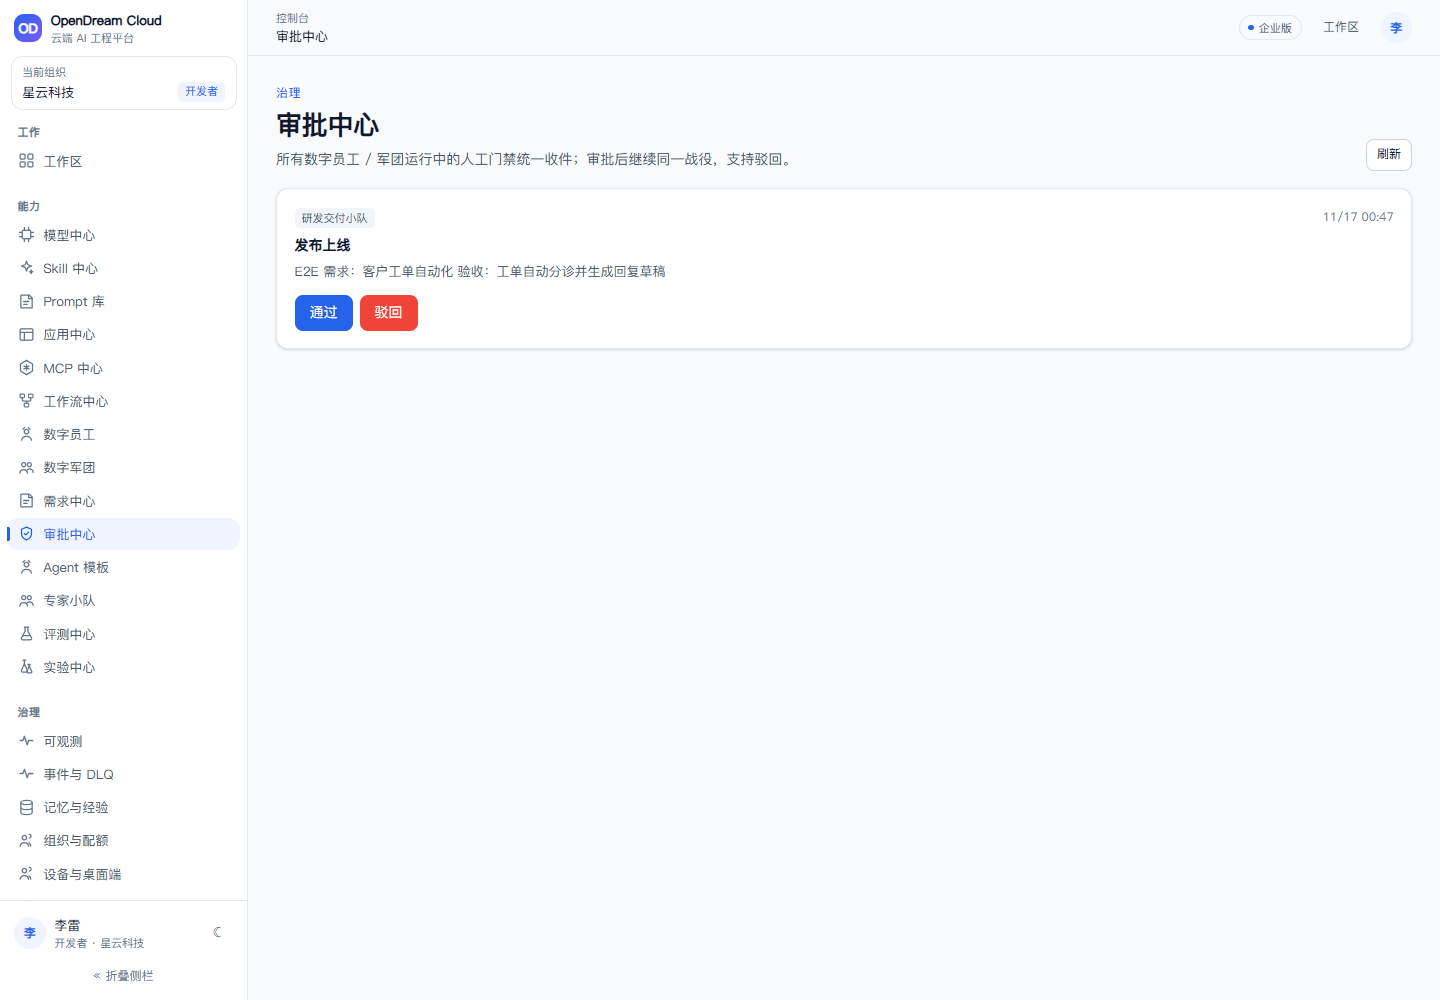 OD
OpenDream Cloud
云端 AI 工程平台
当前组织
星云科技
开发者
工作
工作区
能力
模型中心
Skill 中心
Prompt 库
应用中心
MCP 中心
工作流中心
数字员工
数字军团
需求中心
审批中心
Agent 模板
专家小队
评测中心
实验中心
治理
可观测
事件与 DLQ
记忆与经验
组织与配额
设备与桌面端
李
李雷
开发者 · 星云科技
« 折叠侧栏
控制台
审批中心
企业版
工作区
李
治理
审批中心
所有数字员工 / 军团运行中的人工门禁统一收件；审批后继续同一战役，支持驳回。
刷新
研发交付小队
11/17 00:47
发布上线
E2E 需求：客户工单自动化 验收：工单自动分诊并生成回复草稿
通过
驳回